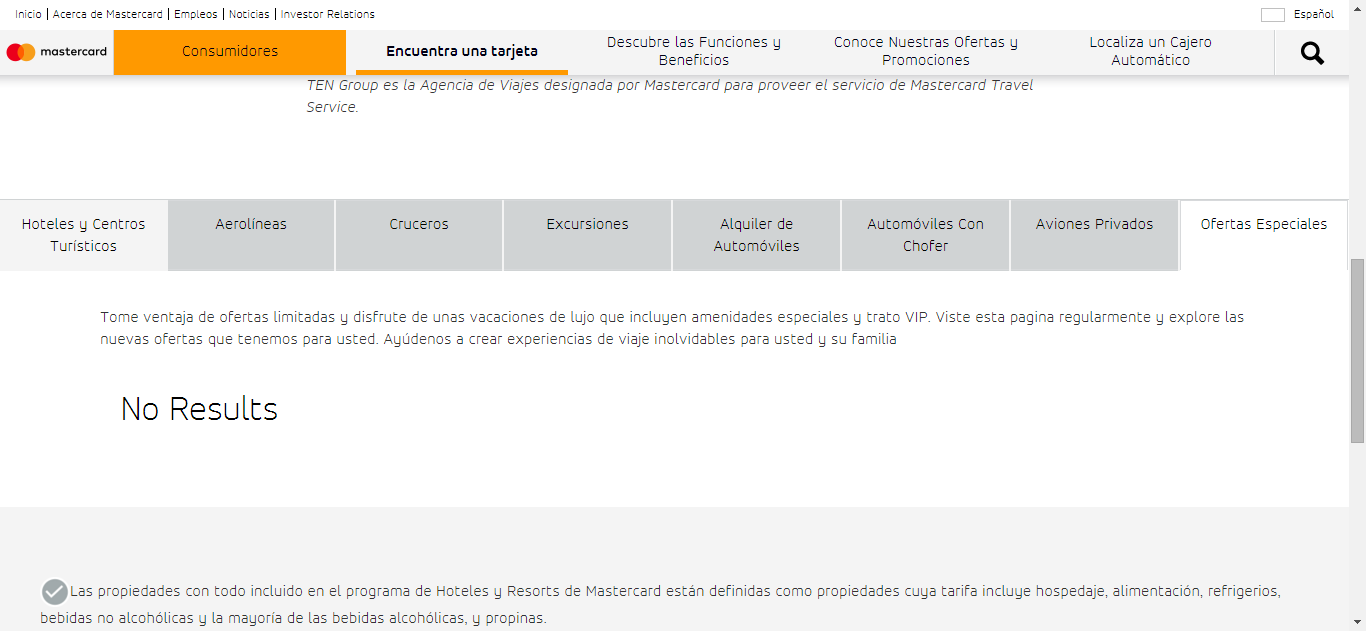 Inicio | Acerca de Mastercard | Empleos | Noticias | Investor Relations
Español
mastercard
Consumidores
Encuentra una tarjeta
Descubre las Funciones y
Beneficios
Conoce Nuestras Ofertas y
Promociones
Localiza un Cajero
Automático
TEN Group es la Agencia de Viajes designada por Mastercard para proveer el servicio de Mastercard Travel
Service.
Hoteles y Centros
Turísticos
Aerolíneas
Cruceros
Excursiones
Alquiler de
Automóviles
Automóviles Con
Chofer
Aviones Privados
Ofertas Especiales
Tome ventaja de ofertas limitadas y disfrute de unas vacaciones de lujo que incluyen amenidades especiales y trato VIP. Viste esta pagina regularmente y explore las
nuevas ofertas que tenemos para usted. Ayúdenos a crear experiencias de viaje inolvidables para usted y su familia
No Results
Las propiedades con todo incluido en el programa de Hoteles y Resorts de Mastercard están definidas como propiedades cuya tarifa incluye hospedaje, alimentación, refrigerios,
bebidas no alcohólicas y la mayoría de las bebidas alcohólicas, y propinas.